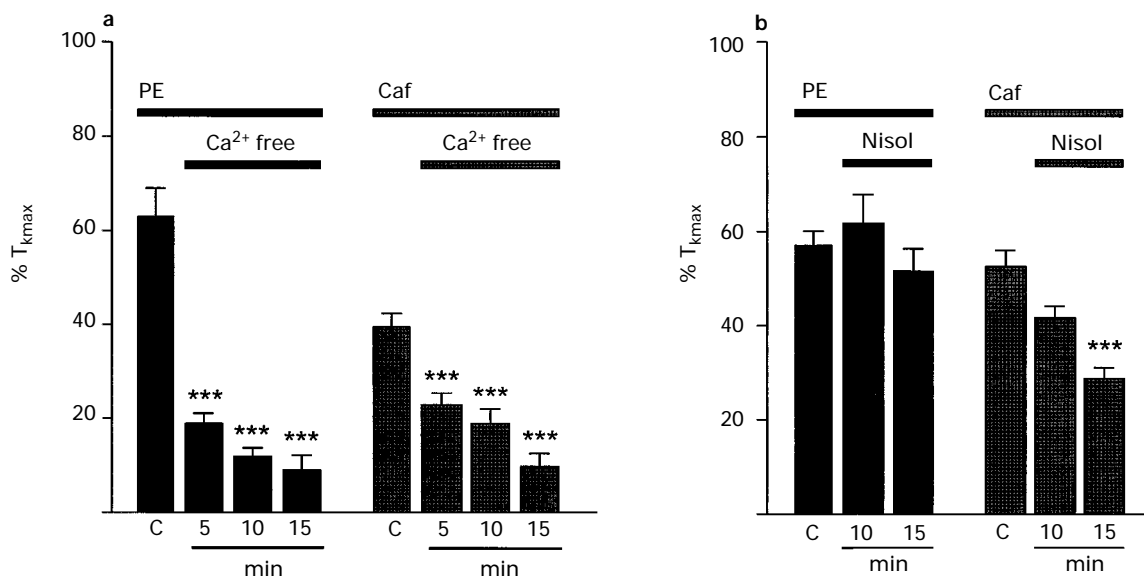 a
100
80
60
40
20
% Tkmax
PE
Caf
Ca2+ free
Ca2+ free
***
***
***
***
***
***
C 5 10 15
C 5 10 15
min
min
b
100
80
60
40
20
% Tkmax
PE
Caf
Nisol
Nisol
***
C 10 15
C 10 15
min
min